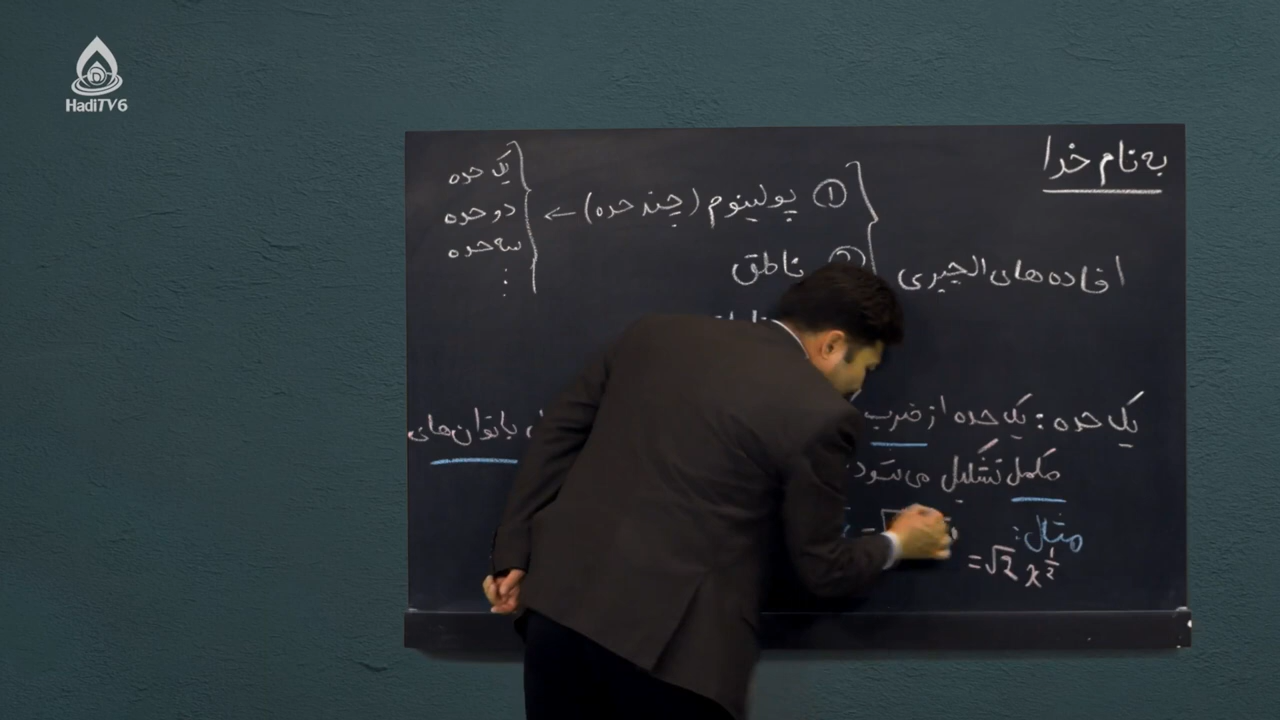 HadiTV6
به نام خدا
افاده‌های الجبری
① پولینوم (چند حده) ←
یک حده
دو حده
سه حده
⋮
② ناطق
یک حده : یک حده از ضرب
با توان‌های
مکمل تشکیل می‌شود
مثال:
= √2 x^{1/2}